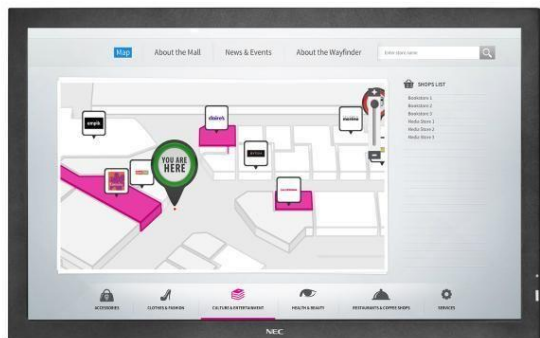 Map About the Mall News & Events About the Wayfinder Enter store name
SHOPS LIST
Bookstore 1
Bookstore 2
Bookstore 3
Media Store 1
Media Store 2
Media Store 3
empik
claire's
YOU ARE
HERE
ACCESSORIES CLOTHES & FASHION CULTURE & ENTERTAINMENT HEALTH & BEAUTY RESTAURANTS & COFFEE SHOPS SERVICES
NEC